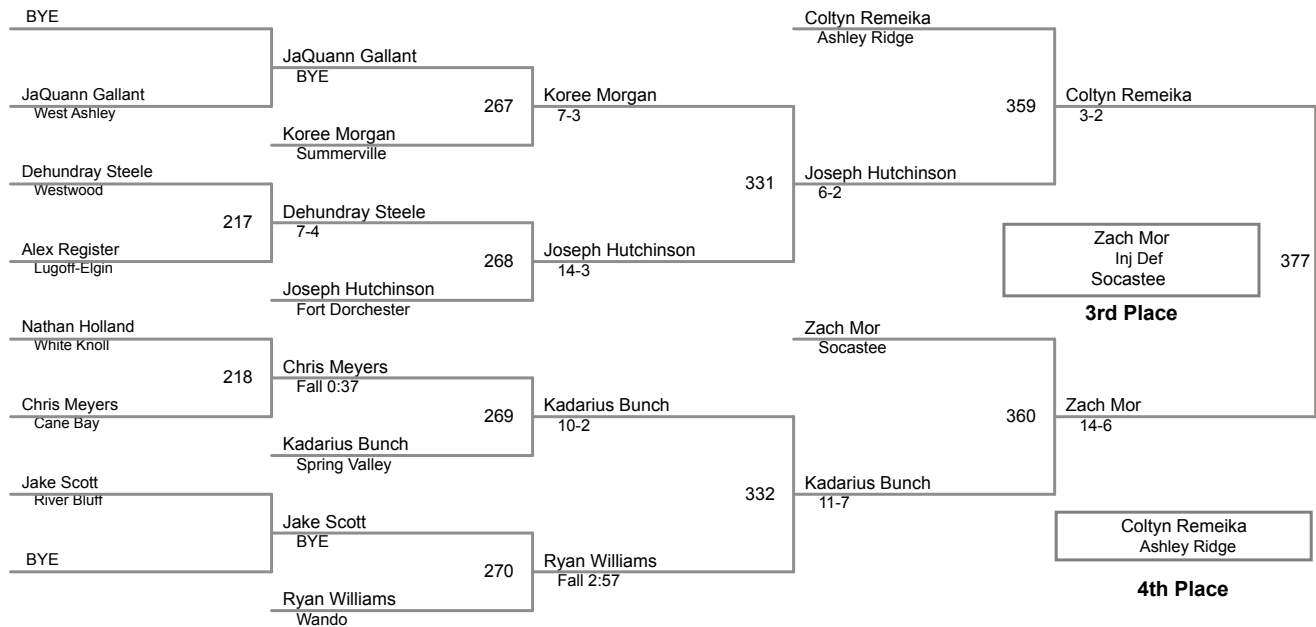 BYE
JaQuann Gallant
West Ashley
Dehundray Steele
Westwood
217
Alex Register
Lugoff-Elgin
Nathan Holland
White Knoll
218
Chris Meyers
Cane Bay
Jake Scott
River Bluff
BYE
JaQuann Gallant
BYE
267
Koree Morgan
Summerville
Dehundray Steele
7-4
268
Joseph Hutchinson
Fort Dorchester
Chris Meyers
Fall 0:37
269
Kadarius Bunch
Spring Valley
Jake Scott
BYE
270
Ryan Williams
Wando
Koree Morgan
7-3
331
Joseph Hutchinson
14-3
Kadarius Bunch
10-2
332
Ryan Williams
Fall 2:57
Coltyn Remeika
Ashley Ridge
359
Joseph Hutchinson
6-2
Zach Mor
Socastee
360
Kadarius Bunch
11-7
Coltyn Remeika
3-2
Zach Mor
Inj Def
Socastee
377
3rd Place
Zach Mor
14-6
Coltyn Remeika
Ashley Ridge
4th Place